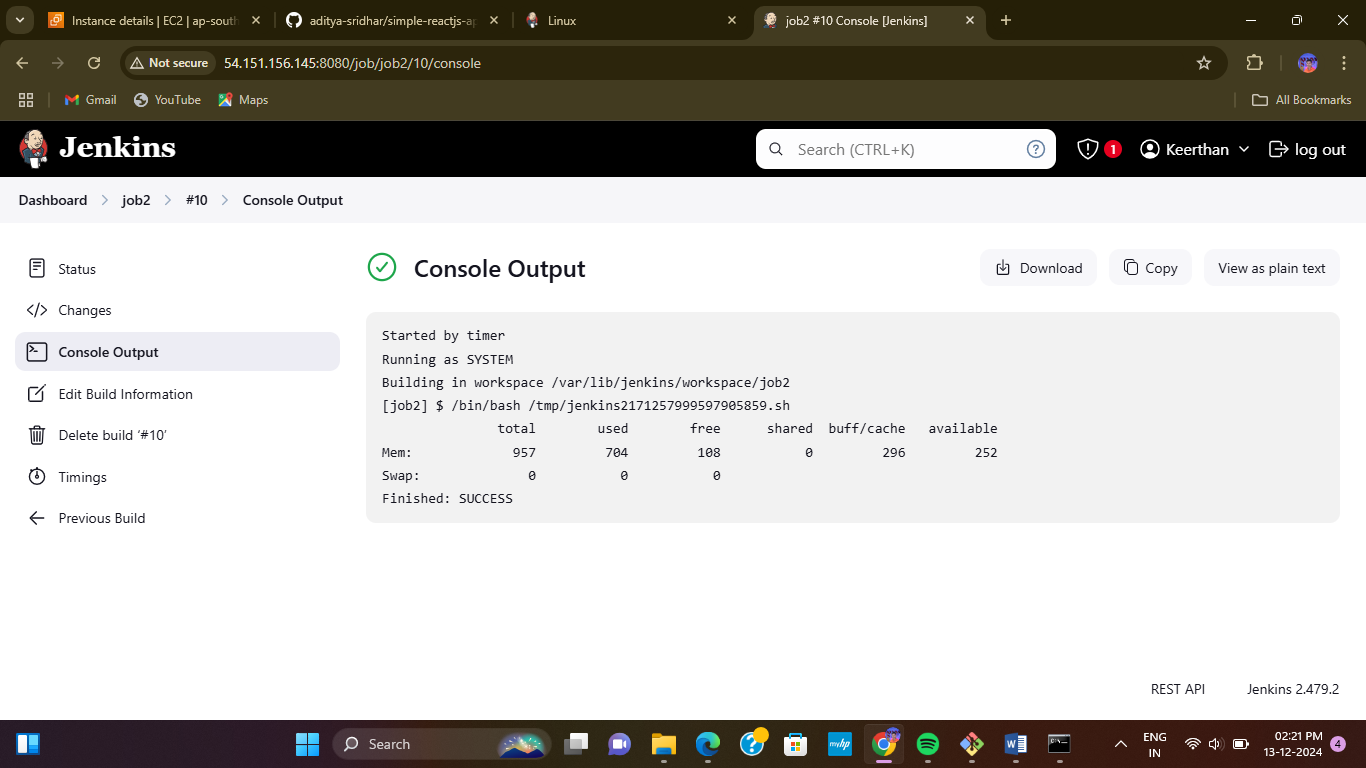 Instance details | EC2 | ap-south
aditya-sridhar/simple-reactjs-ap
Linux
job2 #10 Console [Jenkins]
Not secure
54.151.156.145:8080/job/job2/10/console
Gmail
YouTube
Maps
All Bookmarks
Jenkins
Search (CTRL+K)
?
1
Keerthan
log out
Dashboard
job2
#10
Console Output
Status
Changes
Console Output
Edit Build Information
Delete build ‘#10’
Timings
Previous Build
Console Output
Download
Copy
View as plain text
Started by timer
Running as SYSTEM
Building in workspace /var/lib/jenkins/workspace/job2
[job2] $ /bin/bash /tmp/jenkins2171257999597905859.sh
total used free shared buff/cache available
Mem: 957 704 108 0 296 252
Swap: 0 0 0
Finished: SUCCESS
REST API
Jenkins 2.479.2
Search
?
myhp
ENG
IN
02:21 PM
13-12-2024
4